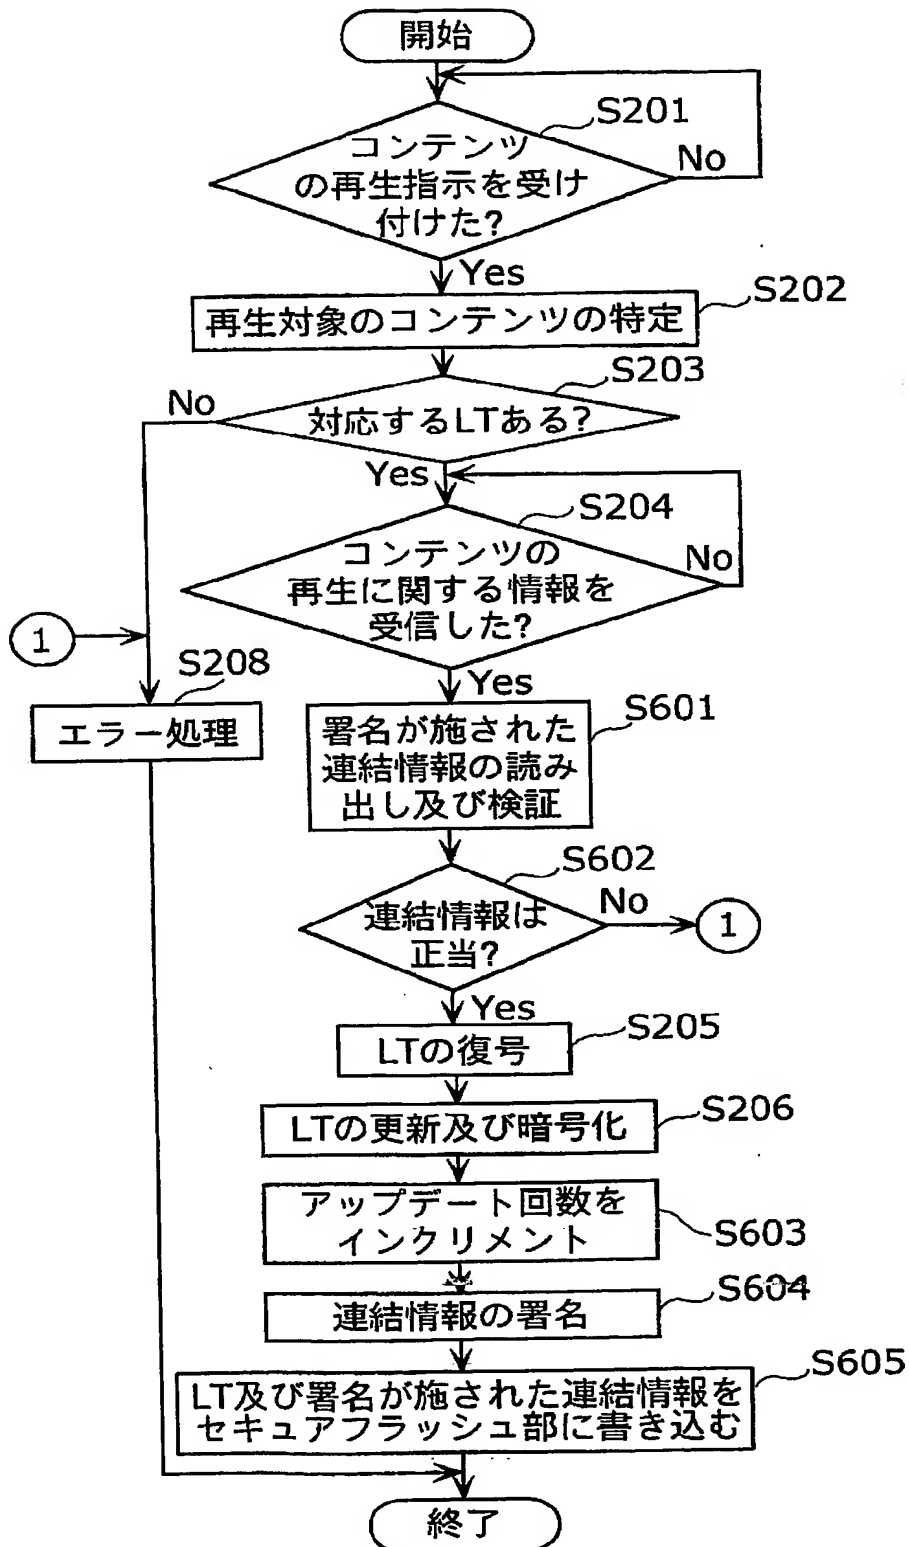 開始
S201
コンテンツ
の再生指示を受け
付けた?
No
Yes
S202
再生対象のコンテンツの特定
S203
No
対応するLTある?
Yes
S204
コンテンツの
再生に関する情報を
受信した?
No
1
S208
エラー処理
Yes
S601
署名が施された
連結情報の読み
出し及び検証
S602
連結情報は
正当?
No
1
Yes
S205
LTの復号
S206
LTの更新及び暗号化
アップデート回数を
インクリメント
S603
S604
連結情報の署名
S605
LT及び署名が施された連結情報を
セキュアフラッシュ部に書き込む
終了